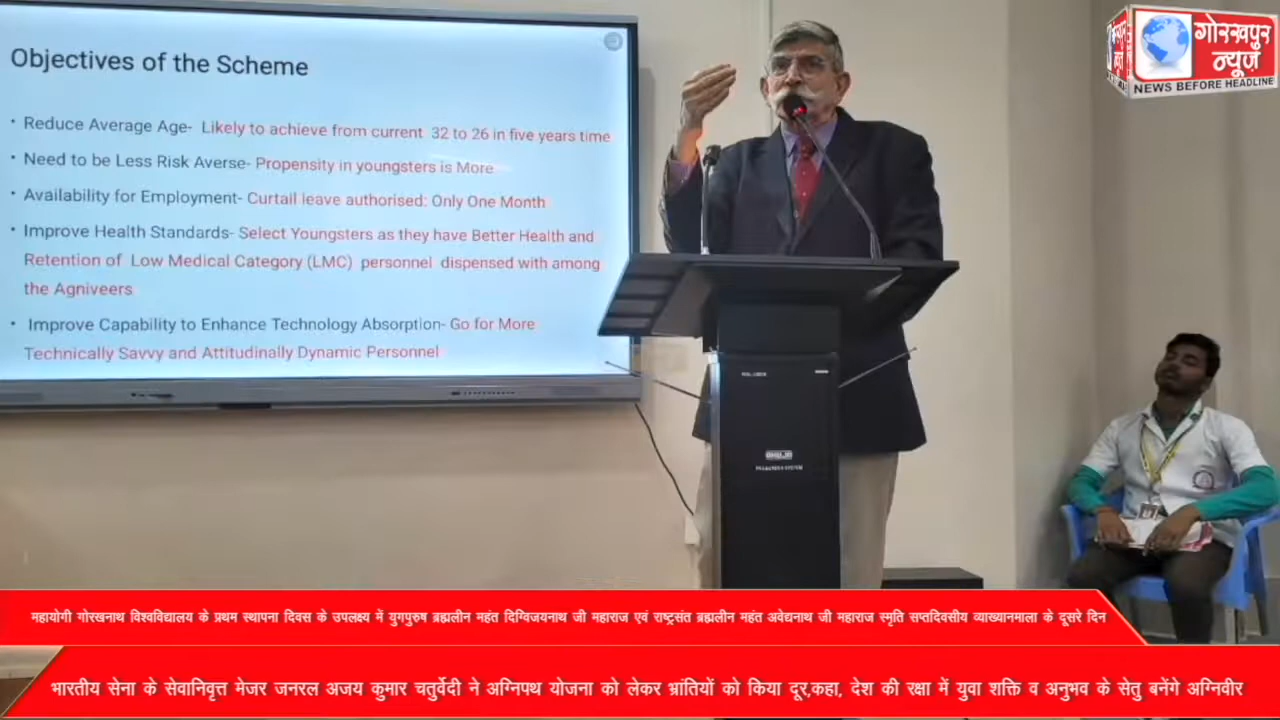 Objectives of the Scheme
• Reduce Average Age- Likely to achieve from current 32 to 26 in five years time
• Need to be Less Risk Averse- Propensity in youngsters is More
• Availability for Employment- Curtail leave authorised: Only One Month
• Improve Health Standards- Select Youngsters as they have Better Health and
Retention of Low Medical Category (LMC) personnel dispensed with among
the Agniveers
• Improve Capability to Enhance Technology Absorption- Go for More
Technically Savvy and Attitudinally Dynamic Personnel
गोरखपुर
न्यूज़
NEWS BEFORE HEADLINE
AHUJA
महायोगी गोरखनाथ विश्वविद्यालय के प्रथम स्थापना दिवस के उपलक्ष्य में युगपुरुष ब्रह्मलीन महंत दिग्विजयनाथ जी महाराज एवं राष्ट्रसंत ब्रह्मलीन महंत अवेद्यनाथ जी महाराज स्मृति सप्तदिवसीय व्याख्यानमाला के दूसरे दिन
भारतीय सेना के सेवानिवृत्त मेजर जनरल अजय कुमार चतुर्वेदी ने अग्निपथ योजना को लेकर भ्रांतियों को किया दूर,कहा, देश की रक्षा में युवा शक्ति व अनुभव के सेतु बनेंगे अग्निवीर